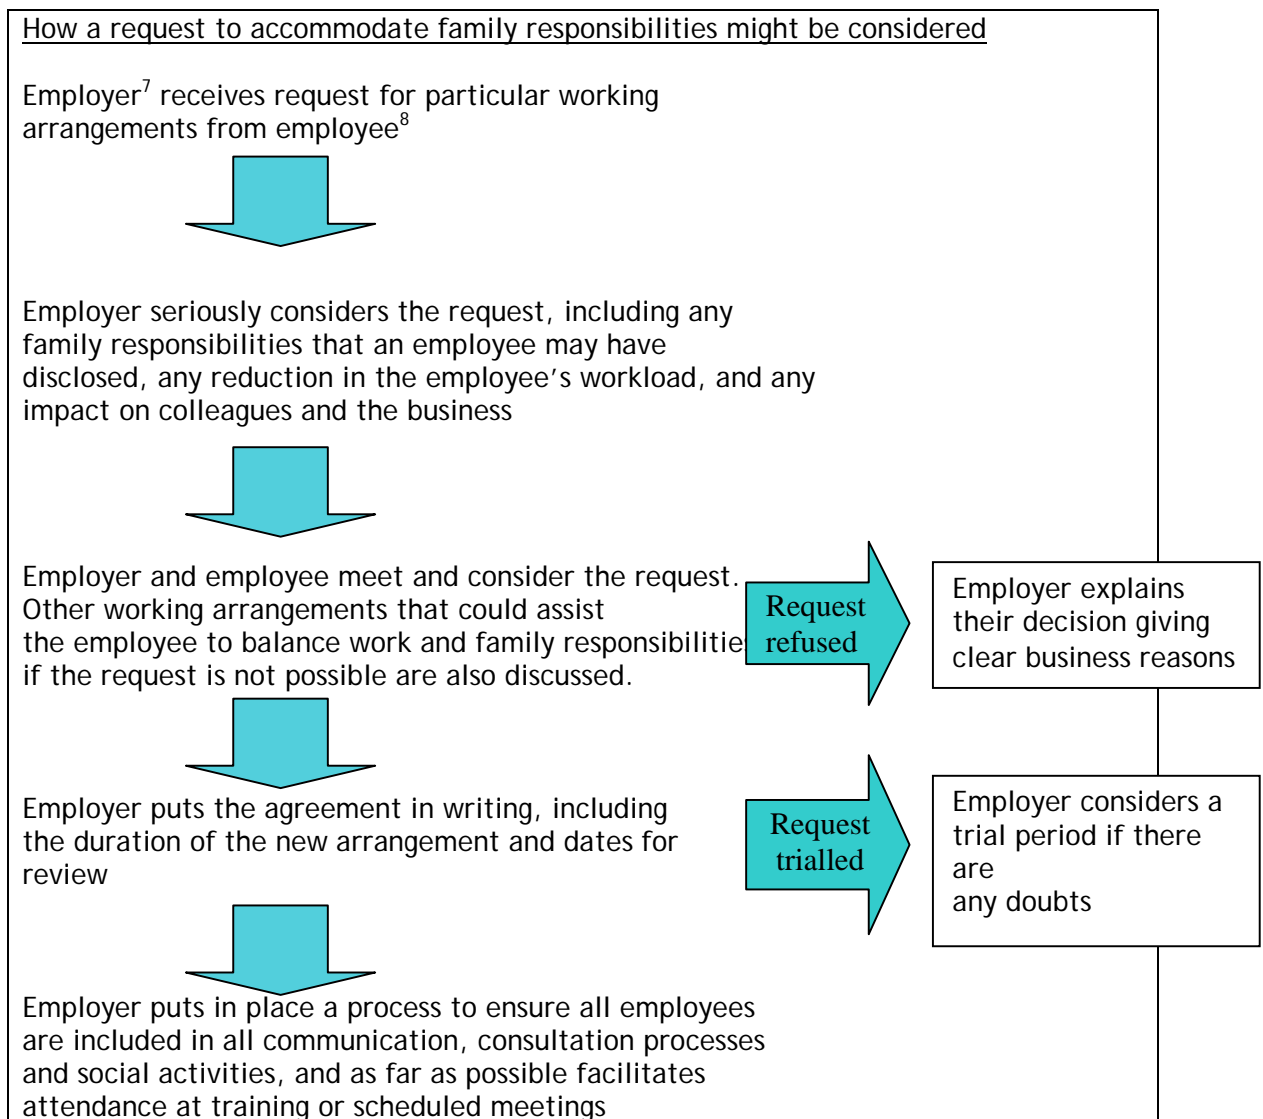 How a request to accommodate family responsibilities might be considered
Employer7 receives request for particular working
arrangements from employee8
Employer seriously considers the request, including any
family responsibilities that an employee may have
disclosed, any reduction in the employee's workload, and any
impact on colleagues and the business
Employer and employee meet and consider the request.
Other working arrangements that could assist
the employee to balance work and family responsibilities
if the request is not possible are also discussed.
Request
refused
Employer explains
their decision giving
clear business reasons
Employer puts the agreement in writing, including
the duration of the new arrangement and dates for
review
Request
trialled
Employer considers a
trial period if there
are
any doubts
Employer puts in place a process to ensure all employees
are included in all communication, consultation processes
and social activities, and as far as possible facilitates
attendance at training or scheduled meetings